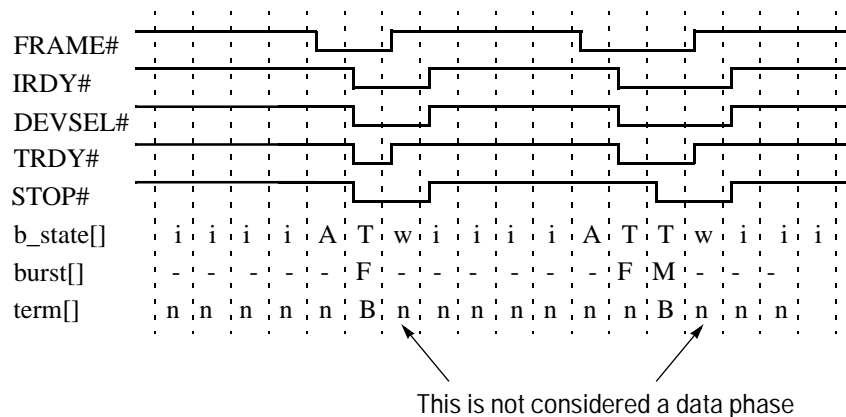 FRAME#
IRDY#
DEVSEL#
TRDY#
STOP#
b_state[] i i i i A T w i i i i A T T w i i i
burst[] - - - - - F - - - - - - F M - - -
term[] n n n n n B n n n n n n n B n n n
This is not considered a data phase